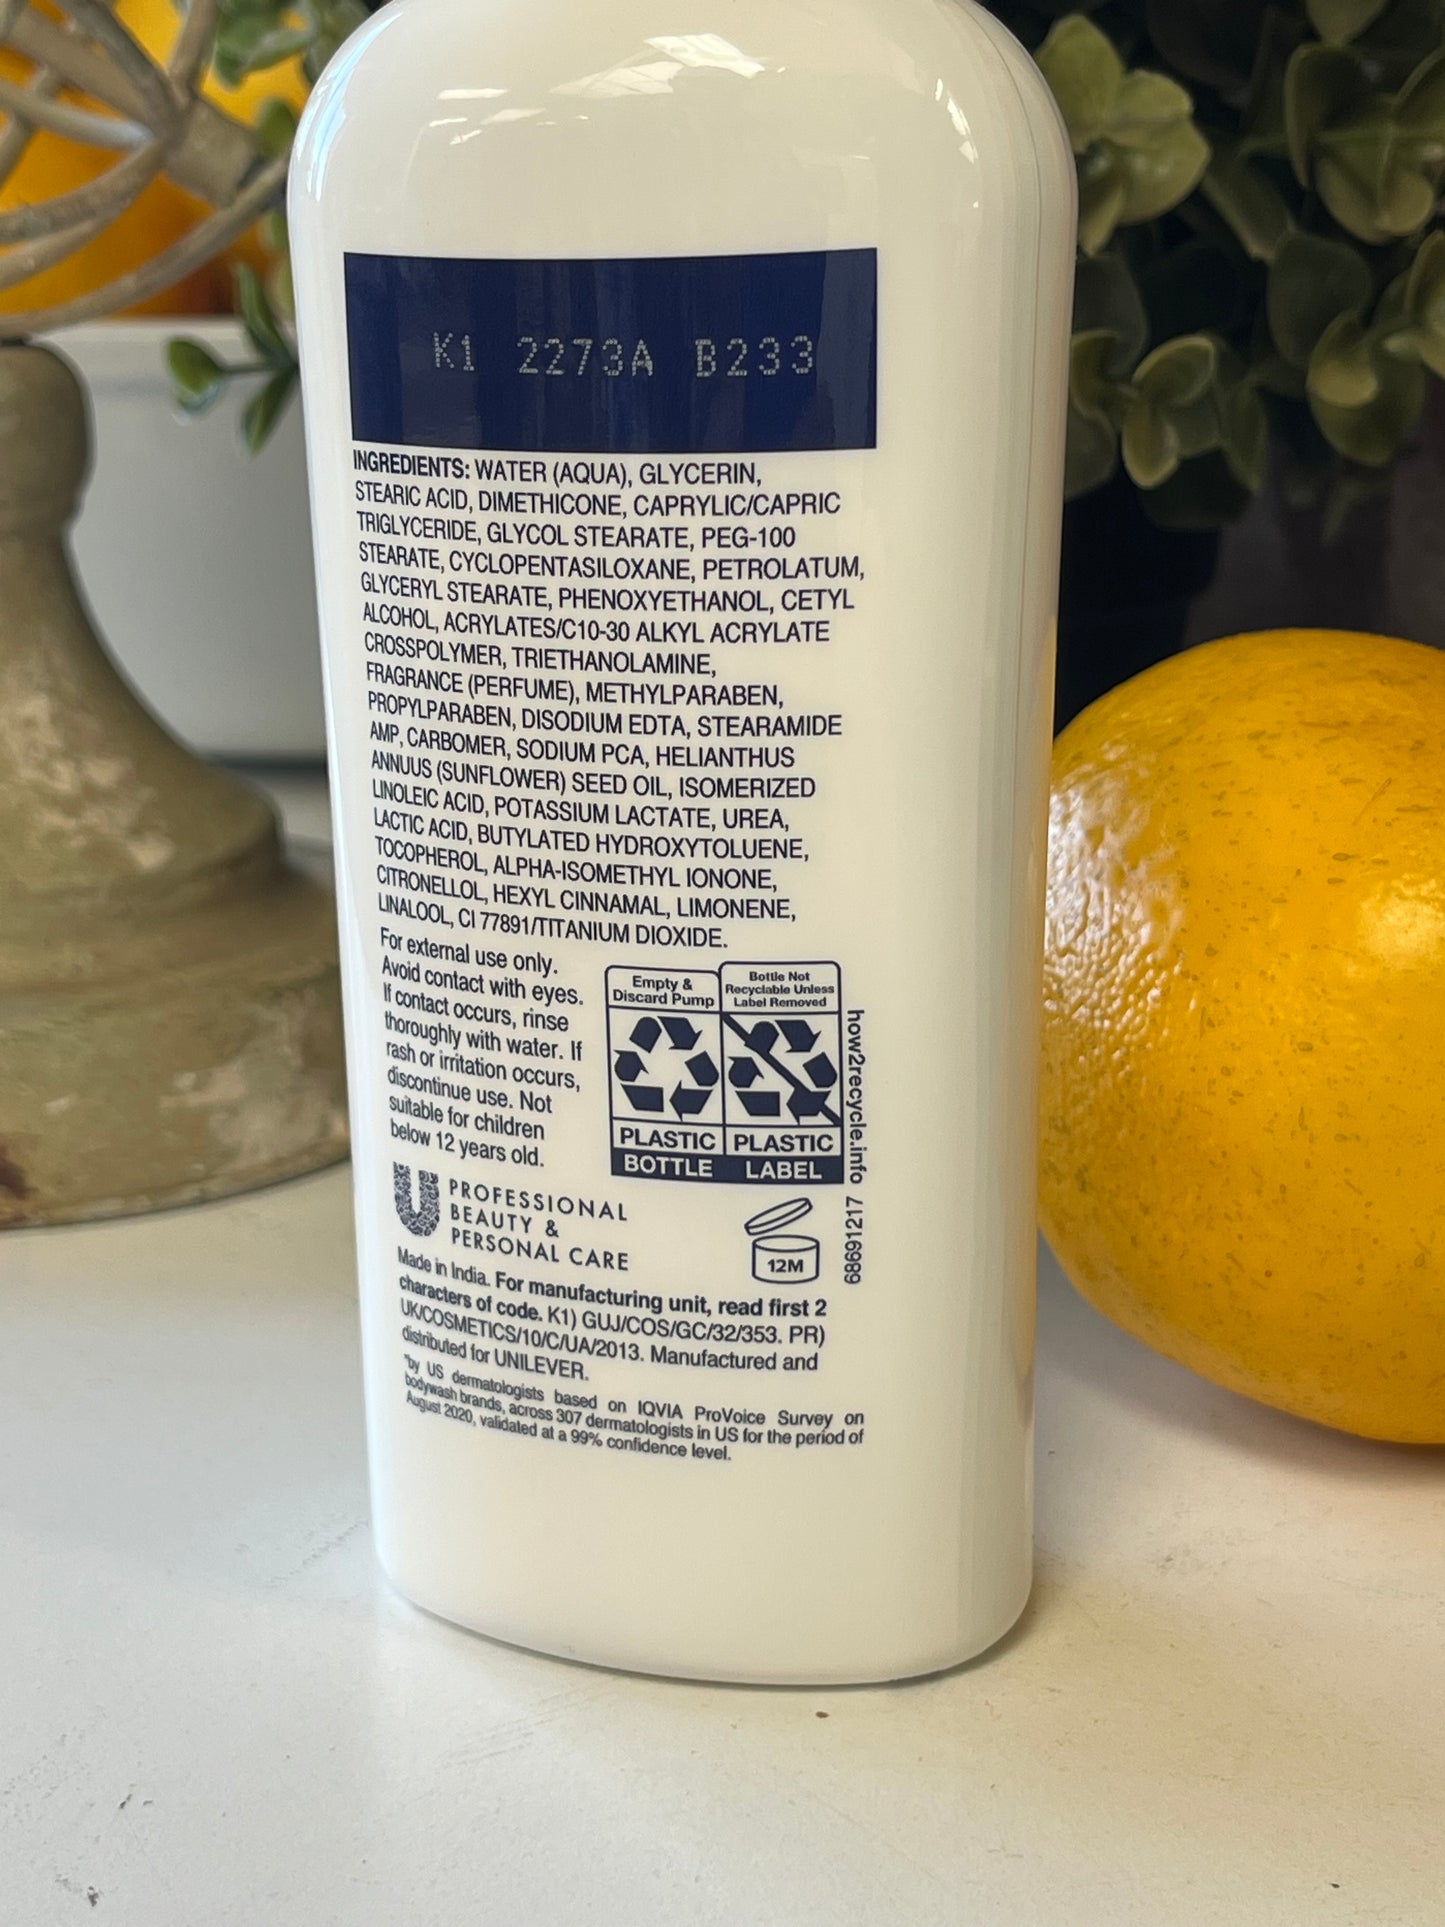 K1 2273A B233
INGREDIENTS: WATER (AQUA), GLYCERIN,
STEARIC ACID, DIMETHICONE, CAPRYLIC/CAPRIC
TRIGLYCERIDE, GLYCOL STEARATE, PEG-100
STEARATE, CYCLOPENTASILOXANE, PETROLATUM,
GLYCERYL STEARATE, PHENOXYETHANOL, CETYL
ALCOHOL, ACRYLATES/C10-30 ALKYL ACRYLATE
CROSSPOLYMER, TRIETHANOLAMINE,
FRAGRANCE (PERFUME), METHYLPARABEN,
PROPYLPARABEN, DISODIUM EDTA, STEARAMIDE
AMP, CARBOMER, SODIUM PCA, HELIANTHUS
ANNUUS (SUNFLOWER) SEED OIL, ISOMERIZED
LINOLEIC ACID, POTASSIUM LACTATE, UREA,
LACTIC ACID, BUTYLATED HYDROXYTOLUENE,
TOCOPHEROL, ALPHA-ISOMETHYL IONONE,
CITRONELLOL, HEXYL CINNAMAL, LIMONENE,
LINALOOL, CI 77891/TITANIUM DIOXIDE.
For external use only.
Avoid contact with eyes.
If contact occurs, rinse
thoroughly with water. If
rash or irritation occurs,
discontinue use. Not
suitable for children
below 12 years old.
Empty &
Discard Pump
PLASTIC
BOTTLE
Bottle Not
Recyclable Unless
Label Removed
PLASTIC
LABEL
how2recycle.info
68691217
U PROFESSIONAL
BEAUTY &
PERSONAL CARE
12M
Made in India. For manufacturing unit, read first 2
characters of code. K1) GUJ/COS/GC/32/353. PR)
UK/COSMETICS/10/C/UA/2013. Manufactured and
distributed for UNILEVER.
*by US dermatologists based on IQVIA ProVoice Survey on
bodywash brands, across 307 dermatologists in US for the period of
August 2020, validated at a 99% confidence level.